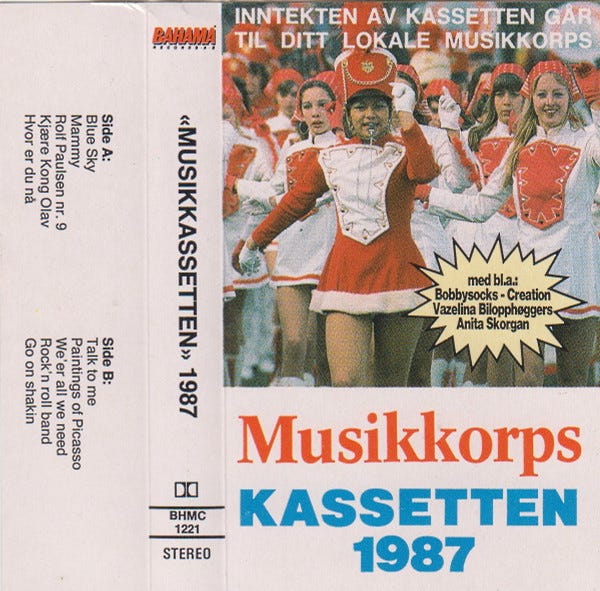 INNTEKTEN AV KASSETTEN GÅR
TIL DITT LOKALE MUSIKKORPS
med bl.a.:
Bobbysocks - Creation
Vazelina Bilopphøggers
Anita Skorgan
Musikkorps
KASSETTEN
1987
BAHAMA
RECORDS A/S
«MUSIKKASSETTEN» 1987
BHMC
1221
STEREO
Side A:
Blue Sky
Mammy
Rolf Paulsen nr. 9
Kjære Kong Olav
Hvor er du nå
Side B:
Talk to me
Paintings of Picasso
We'er all we need
Rock'n roll band
Go on shakin